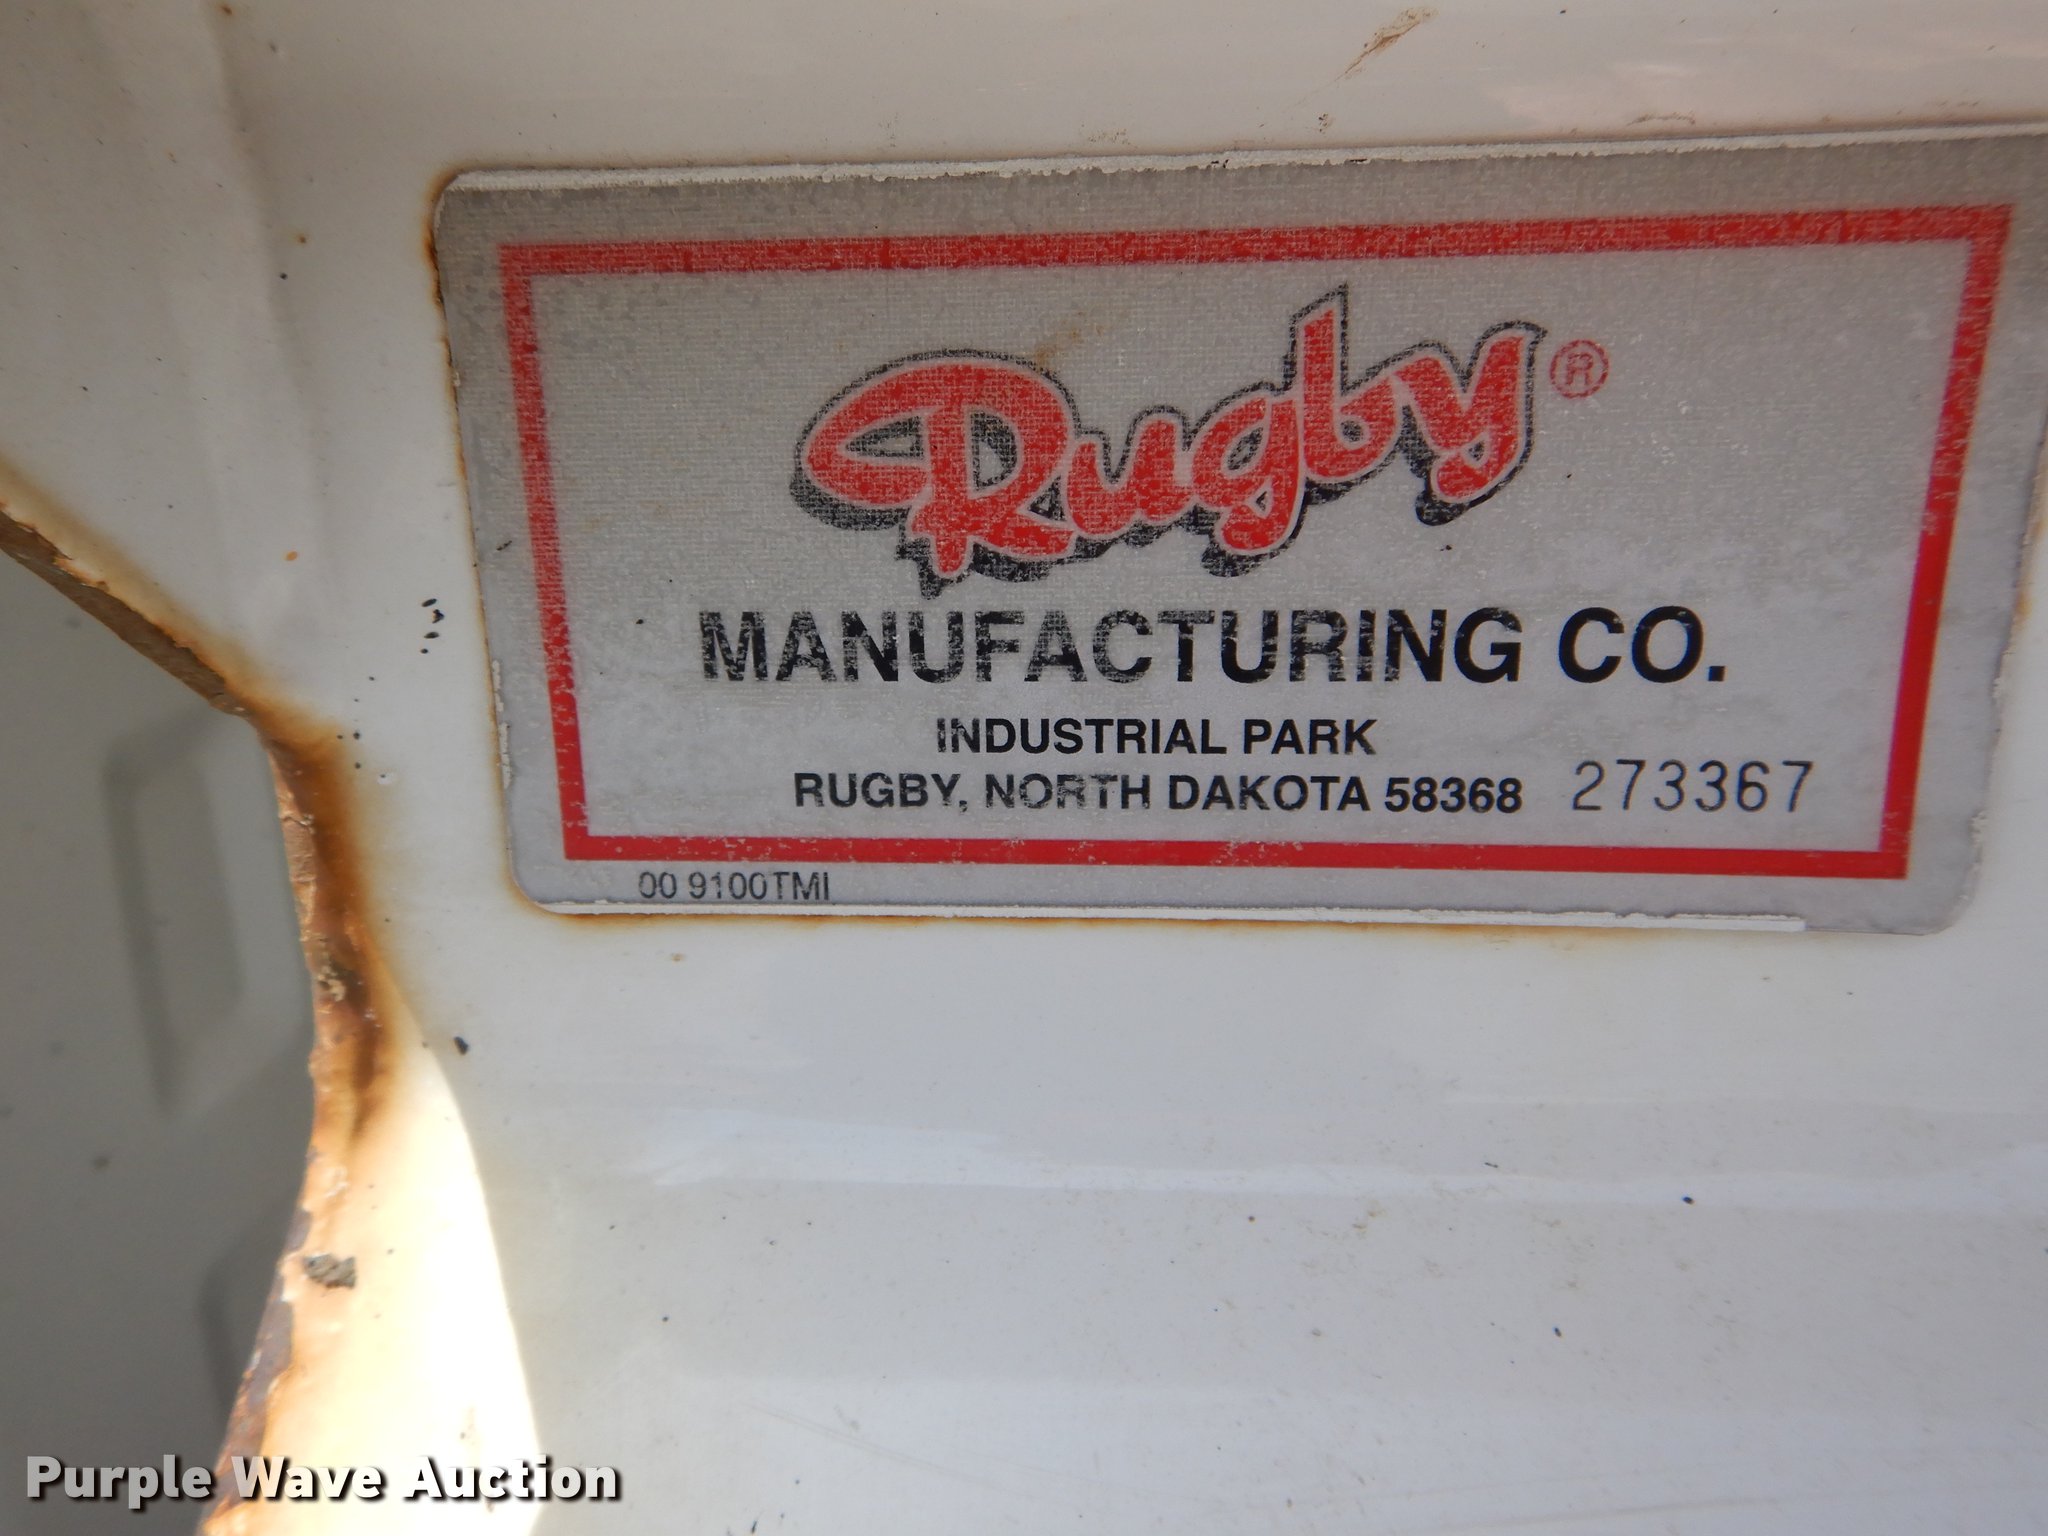 Rugby®
MANUFACTURING CO.
INDUSTRIAL PARK
RUGBY, NORTH DAKOTA 58368 273367
00 9100TMI
Purple Wave Auction